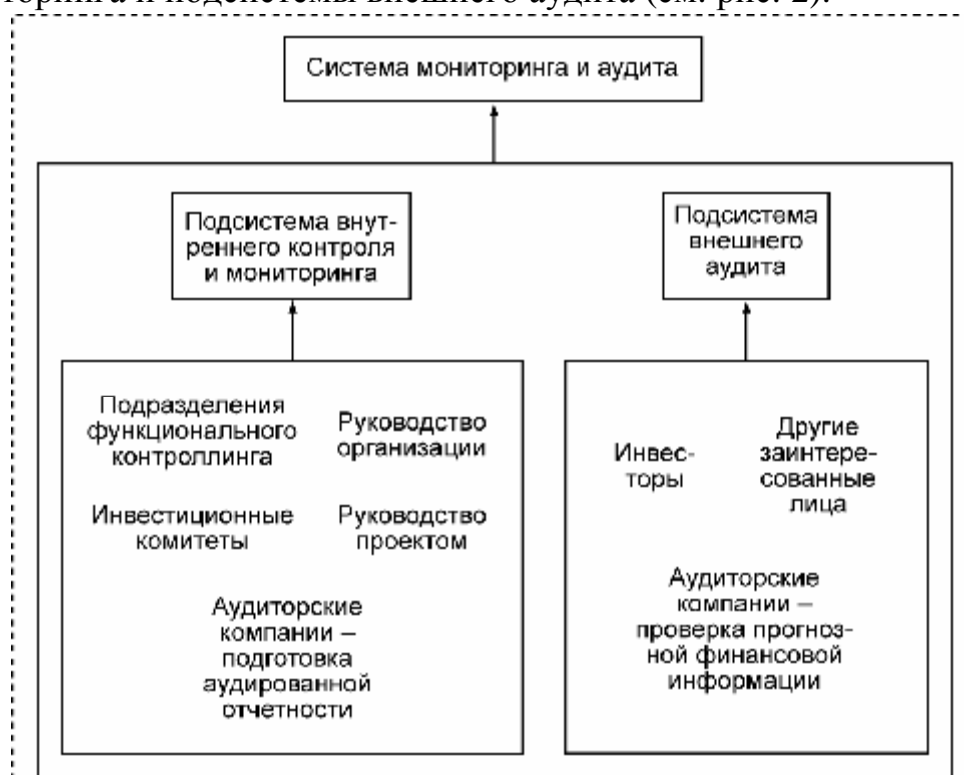 торинга и подсистемы внешнего аудита (см. рис. 2).
Система мониторинга и аудита
Подсистема внут-
реннего контроля
и мониторинга
Подсистема
внешнего
аудита
Подразделения
функционального
контроллинга
Руководство
организации
Инвестиционные
комитеты
Руководство
проектом
Аудиторские
компании –
подготовка
аудированной
отчетности
Инвес-
торы
Другие
заинтере-
сованные
лица
Аудиторские
компании –
проверка прогноз-
ной финансовой
информации